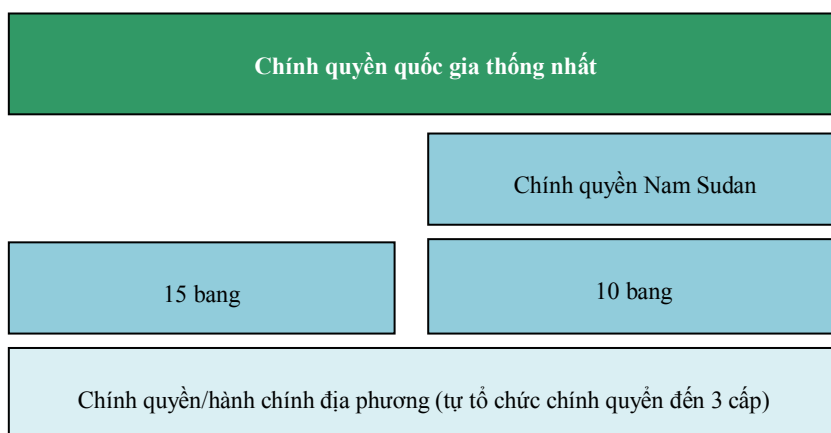 Chính quyền quốc gia thống nhất
Chính quyền Nam Sudan
15 bang
10 bang
Chính quyền/hành chính địa phương (tự tổ chức chính quyển đến 3 cấp)